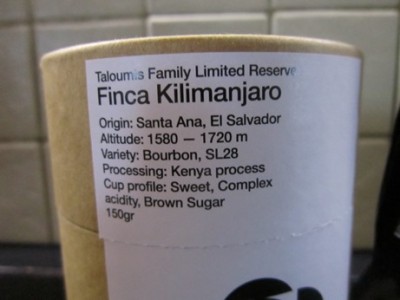 Taloumis Family Limited Reserve
Finca Kilimanjaro
Origin: Santa Ana, El Salvador
Altitude: 1580 — 1720 m
Variety: Bourbon, SL28
Processing: Kenya process
Cup profile: Sweet, Complex
acidity, Brown Sugar
150gr